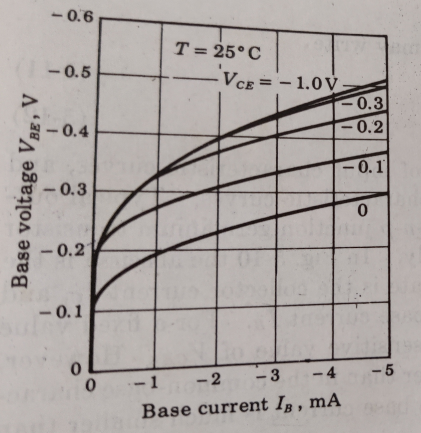 Base voltage V_BE, V
-0.6
-0.5
-0.4
-0.3
-0.2
-0.1
0
T = 25°C
V_CE = -1.0 V
-0.3
-0.2
-0.1
0
0 -1 -2 -3 -4 -5
Base current I_B, mA